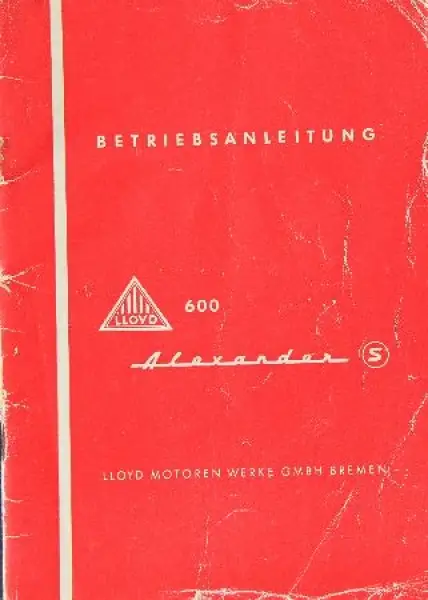 BETRIEBSANLEITUNG
LLOYD
600
Alexander S
LLOYD MOTOREN WERKE GMBH BREMEN